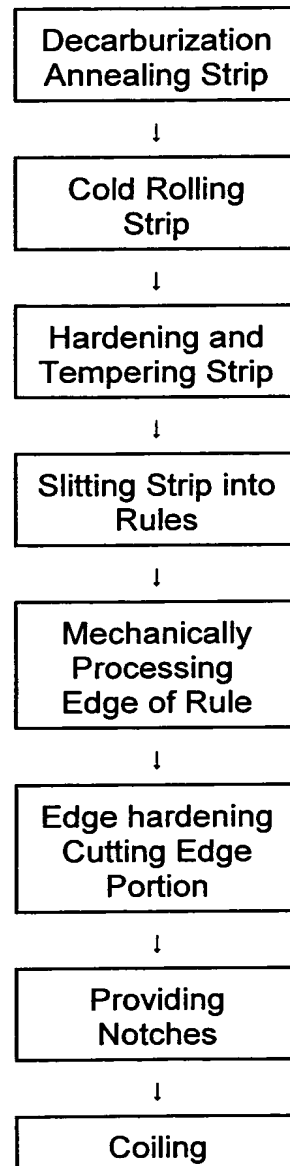 Decarburization
Annealing Strip
↓
Cold Rolling
Strip
↓
Hardening and
Tempering Strip
↓
Slitting Strip into
Rules
↓
Mechanically
Processing
Edge of Rule
↓
Edge hardening
Cutting Edge
Portion
↓
Providing
Notches
↓
Coiling